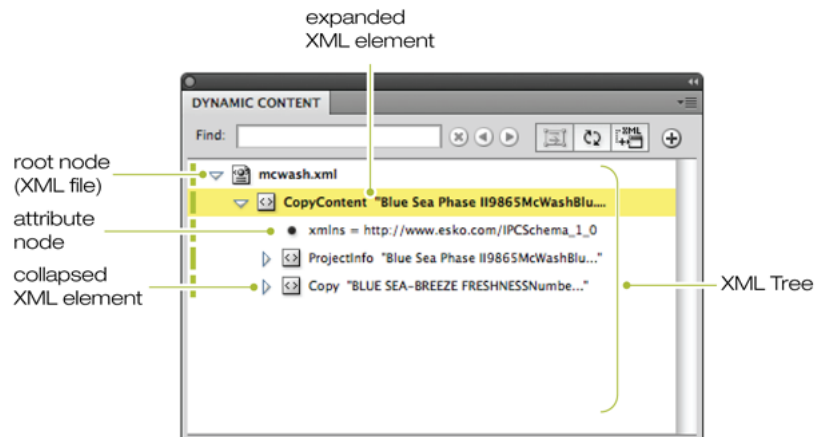 expanded
XML element
DYNAMIC CONTENT
Find:
XML
root node
(XML file)
mcwash.xml
CopyContent "Blue Sea Phase II9865McWashBlu....
attribute
node
xmlns = http://www.esko.com/IPCSchema_1_0
ProjectInfo "Blue Sea Phase II9865McWashBlu..."
collapsed
XML element
Copy "BLUE SEA-BREEZE FRESHNESSNumbe..."
XML Tree